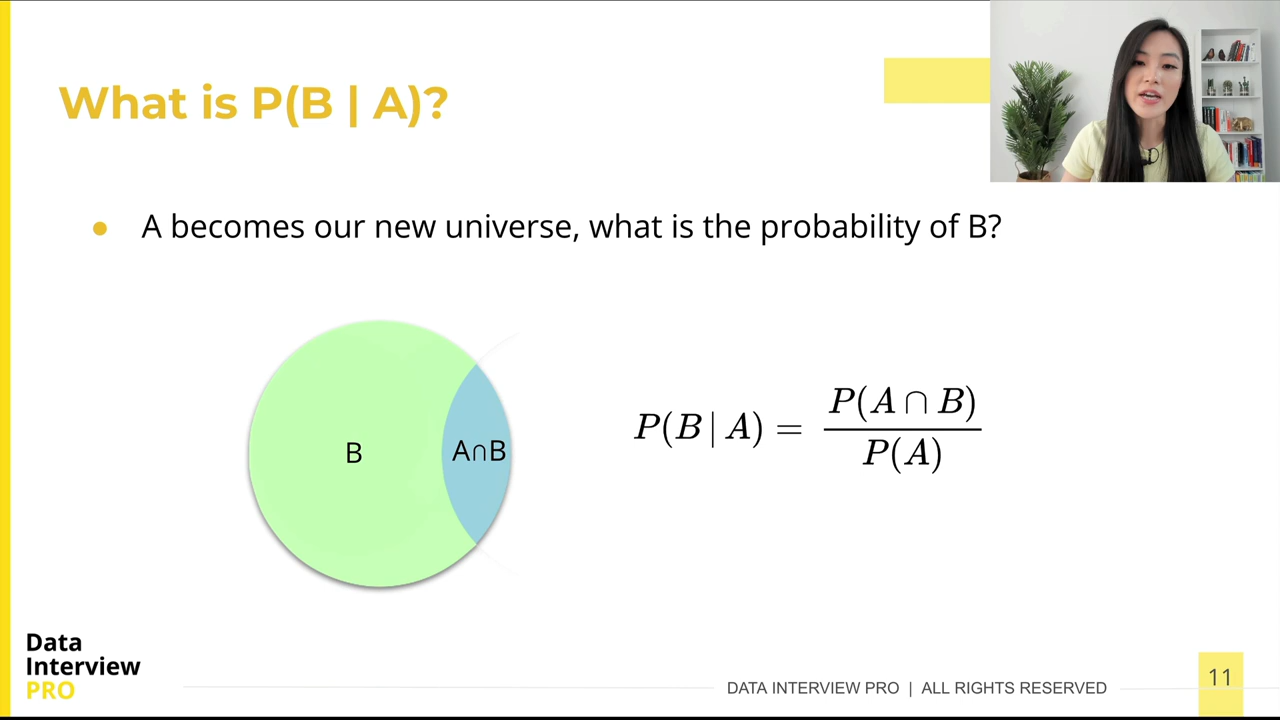 What is P(B | A)?
● A becomes our new universe, what is the probability of B?
B
A∩B
P(B | A) = P(A ∩ B)
P(A)
Data
Interview
PRO
DATA INTERVIEW PRO | ALL RIGHTS RESERVED
11